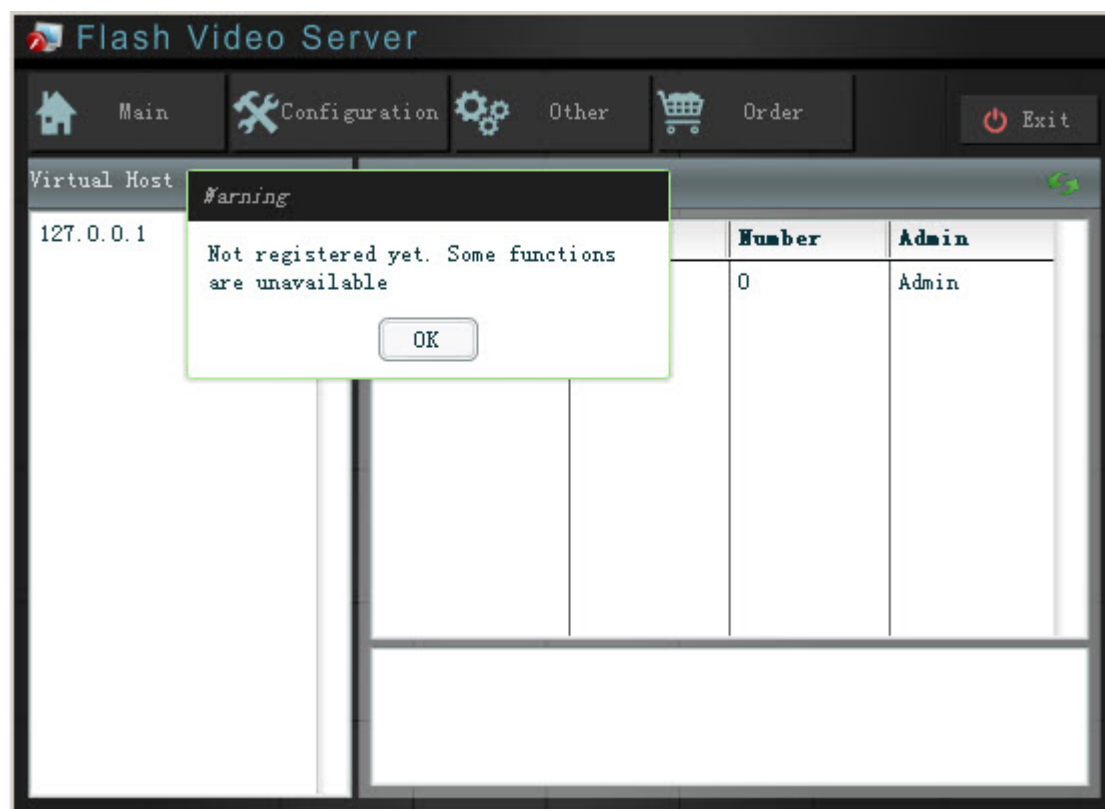 Flash Video Server
Main
Configuration
Other
Order
Exit
Virtual Host
Warning
Not registered yet. Some functions
are unavailable
OK
127.0.0.1
Number
Admin
0
Admin